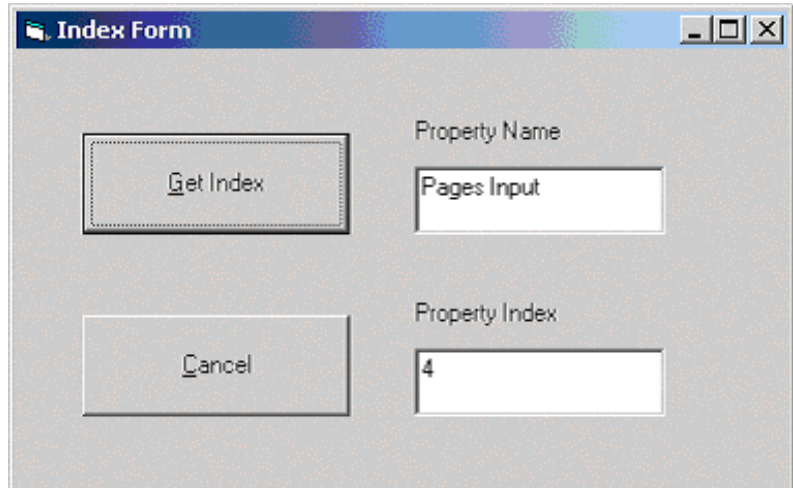 Index Form
Property Name
Get Index
Pages Input
Property Index
Cancel
4